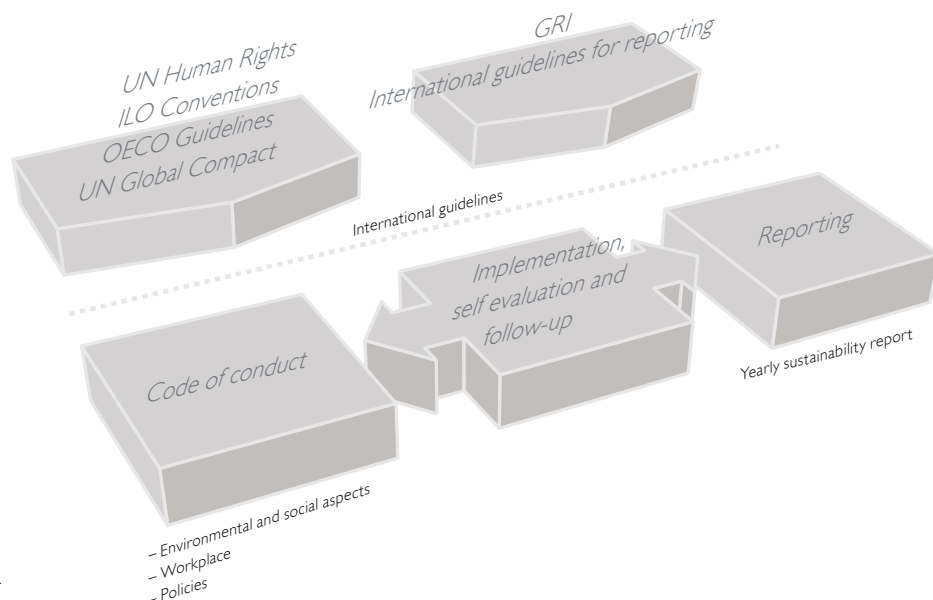 UN Human Rights
ILO Conventions
OECO Guidelines
UN Global Compact
GRI
International guidelines for reporting
International guidelines
Code of conduct
Implementation,
self evaluation and
follow-up
Reporting
Yearly sustainability report
– Environmental and social aspects
– Workplace
– Policies